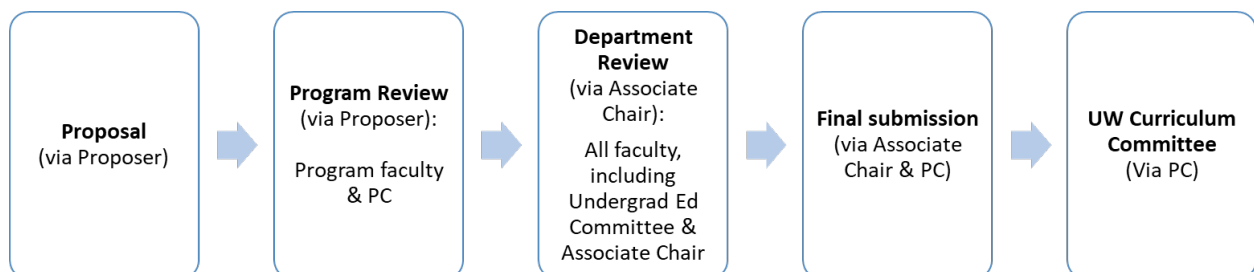 Proposal
(via Proposer)
Program Review
(via Proposer):
Program faculty
& PC
Department
Review
(via Associate
Chair):
All faculty,
including
Undergrad Ed
Committee &
Associate Chair
Final submission
(via Associate
Chair & PC)
UW Curriculum
Committee
(Via PC)